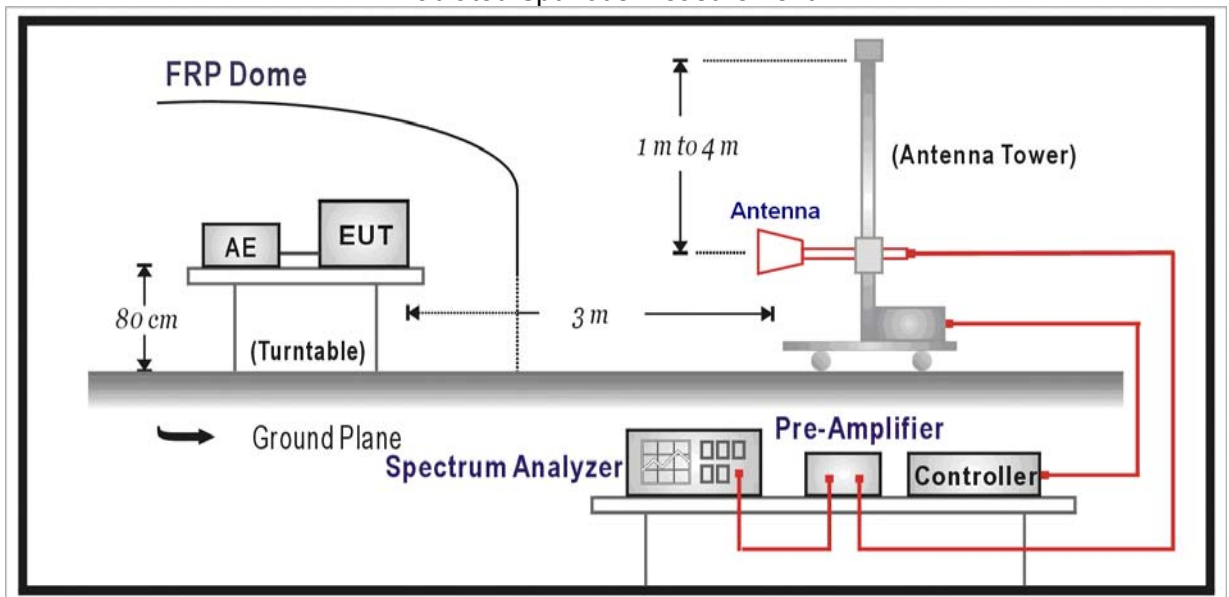 FRP Dome
1 m to 4 m
(Antenna Tower)
Antenna
AE
EUT
80 cm
3 m
(Turntable)
Ground Plane
Pre-Amplifier
Spectrum Analyzer
Controller